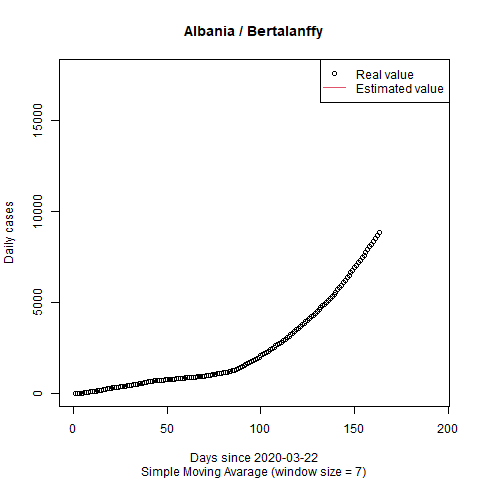 Albania / Bertalanffy
Real value
Estimated value
Daily cases
15000
10000
5000
0
0
50
100
150
200
Days since 2020-03-22
Simple Moving Avarage (window size = 7)